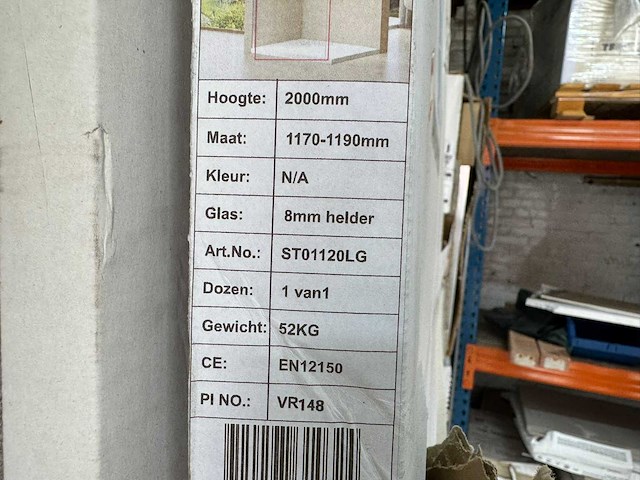 Hoogte: 2000mm
Maat: 1170-1190mm
Kleur: N/A
Glas: 8mm helder
Art.No.: ST01120LG
Dozen: 1 van1
Gewicht: 52KG
CE: EN12150
PI NO.: VR148